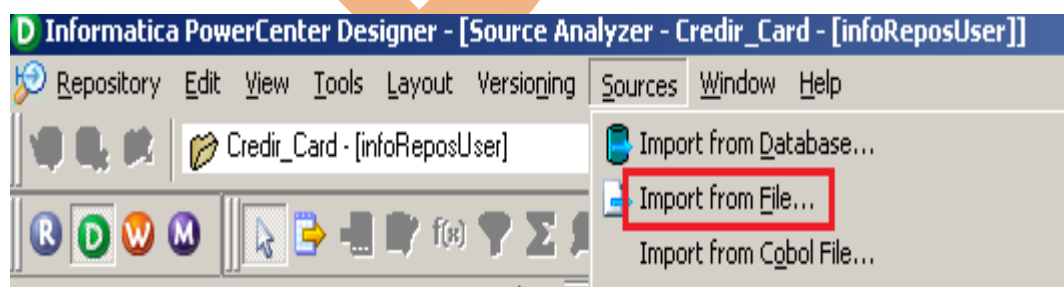 D Informatica PowerCenter Designer - [Source Analyzer - Credir_Card - [infoReposUser]]
Repository Edit View Tools Layout Versioning Sources Window Help
Credir_Card - [infoReposUser]
Import from Database...
Import from File...
R D W M f(x) Σ
Import from Cobol File...